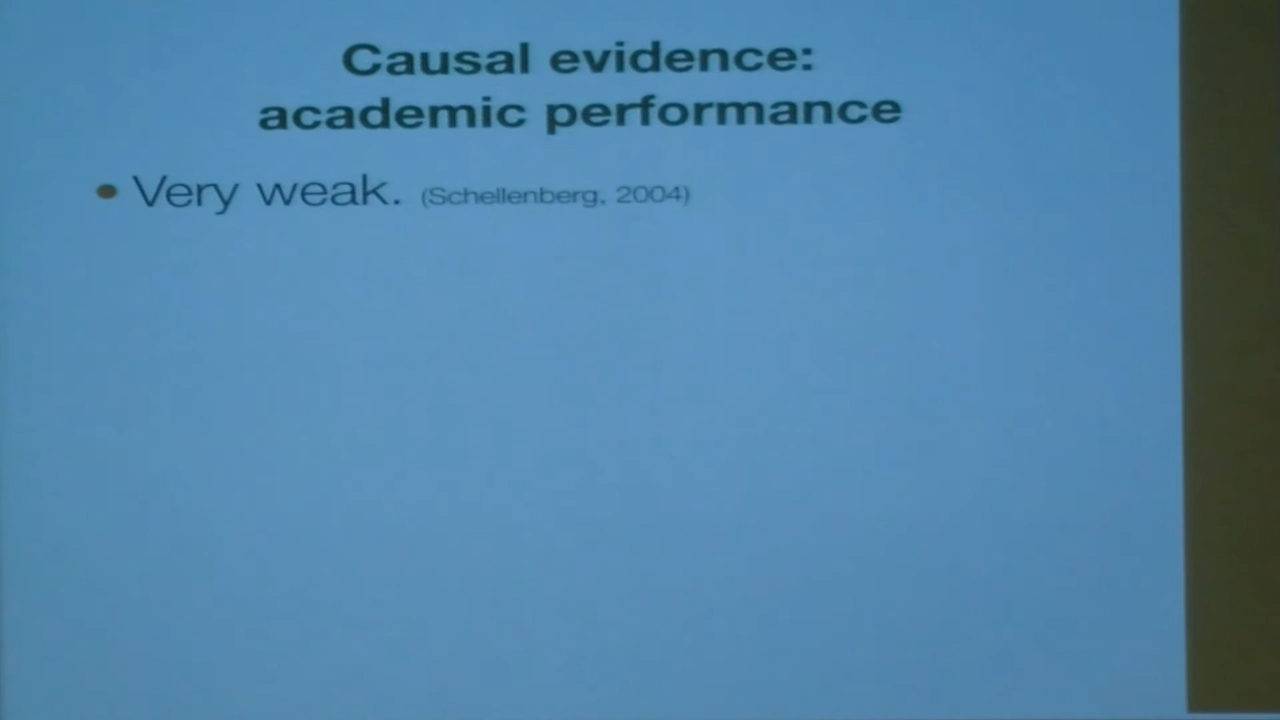 Causal evidence:
academic performance
• Very weak. (Schellenberg, 2004)